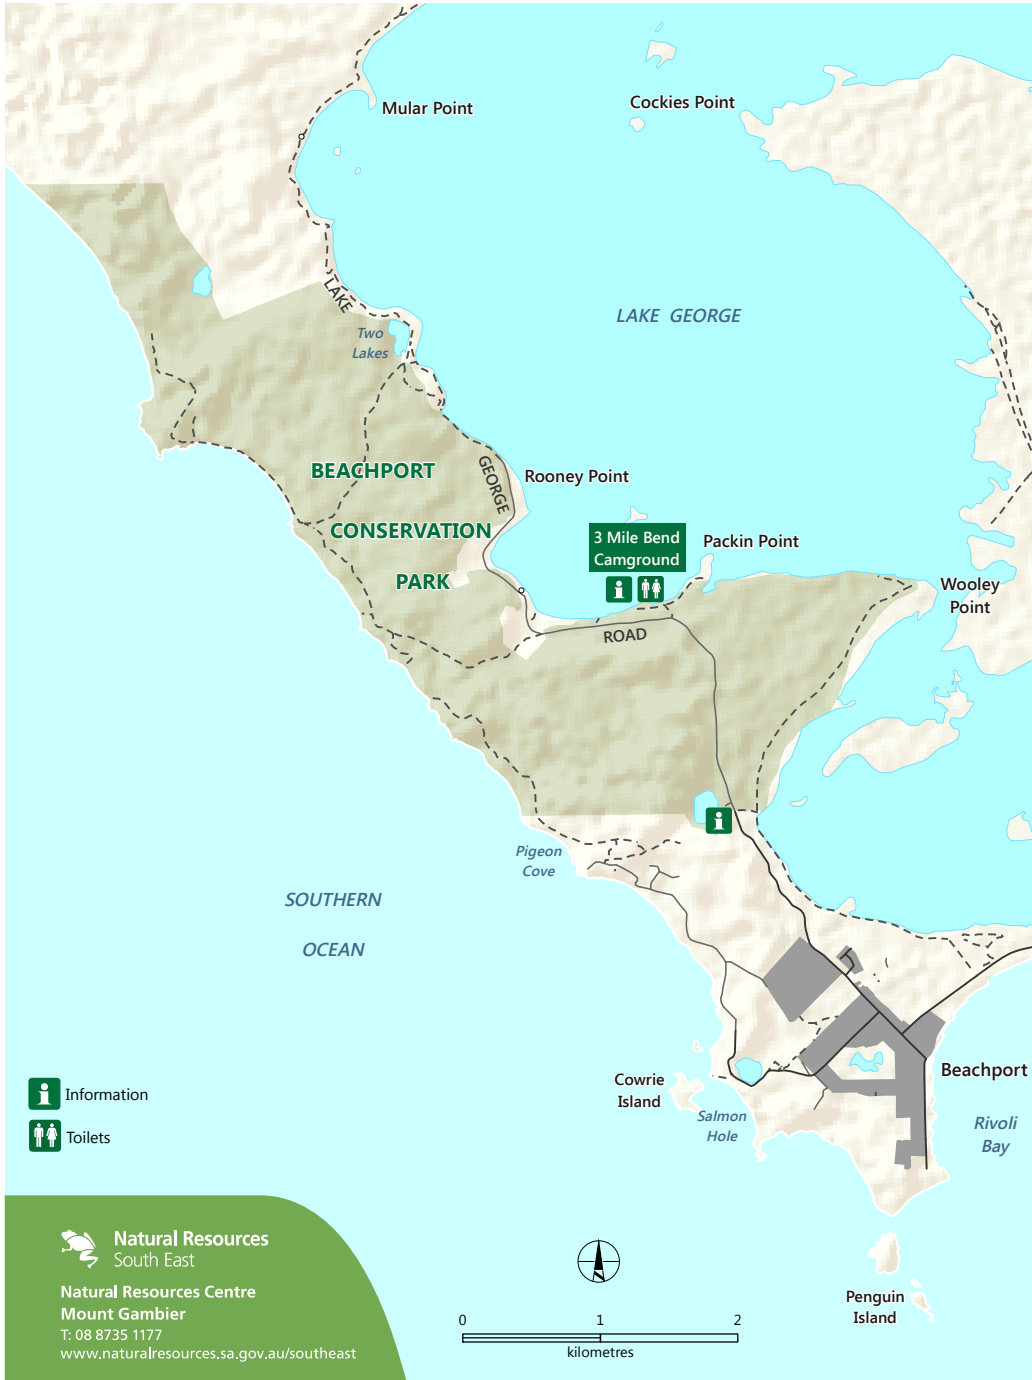 Mular Point
Cockies Point
LAKE GEORGE
LAKE
Two
Lakes
BEACHPORT
GEORGE
Rooney Point
CONSERVATION
3 Mile Bend
Camground
Packin Point
PARK
Wooley
Point
ROAD
Pigeon
Cove
SOUTHERN
OCEAN
Beachport
Cowrie
Island
Information
Salmon
Hole
Rivoli
Bay
Toilets
Natural Resources
South East
Natural Resources Centre
Mount Gambier
T: 08 8735 1177
www.naturalresources.sa.gov.au/southeast
Penguin
Island
0 1 2
kilometres